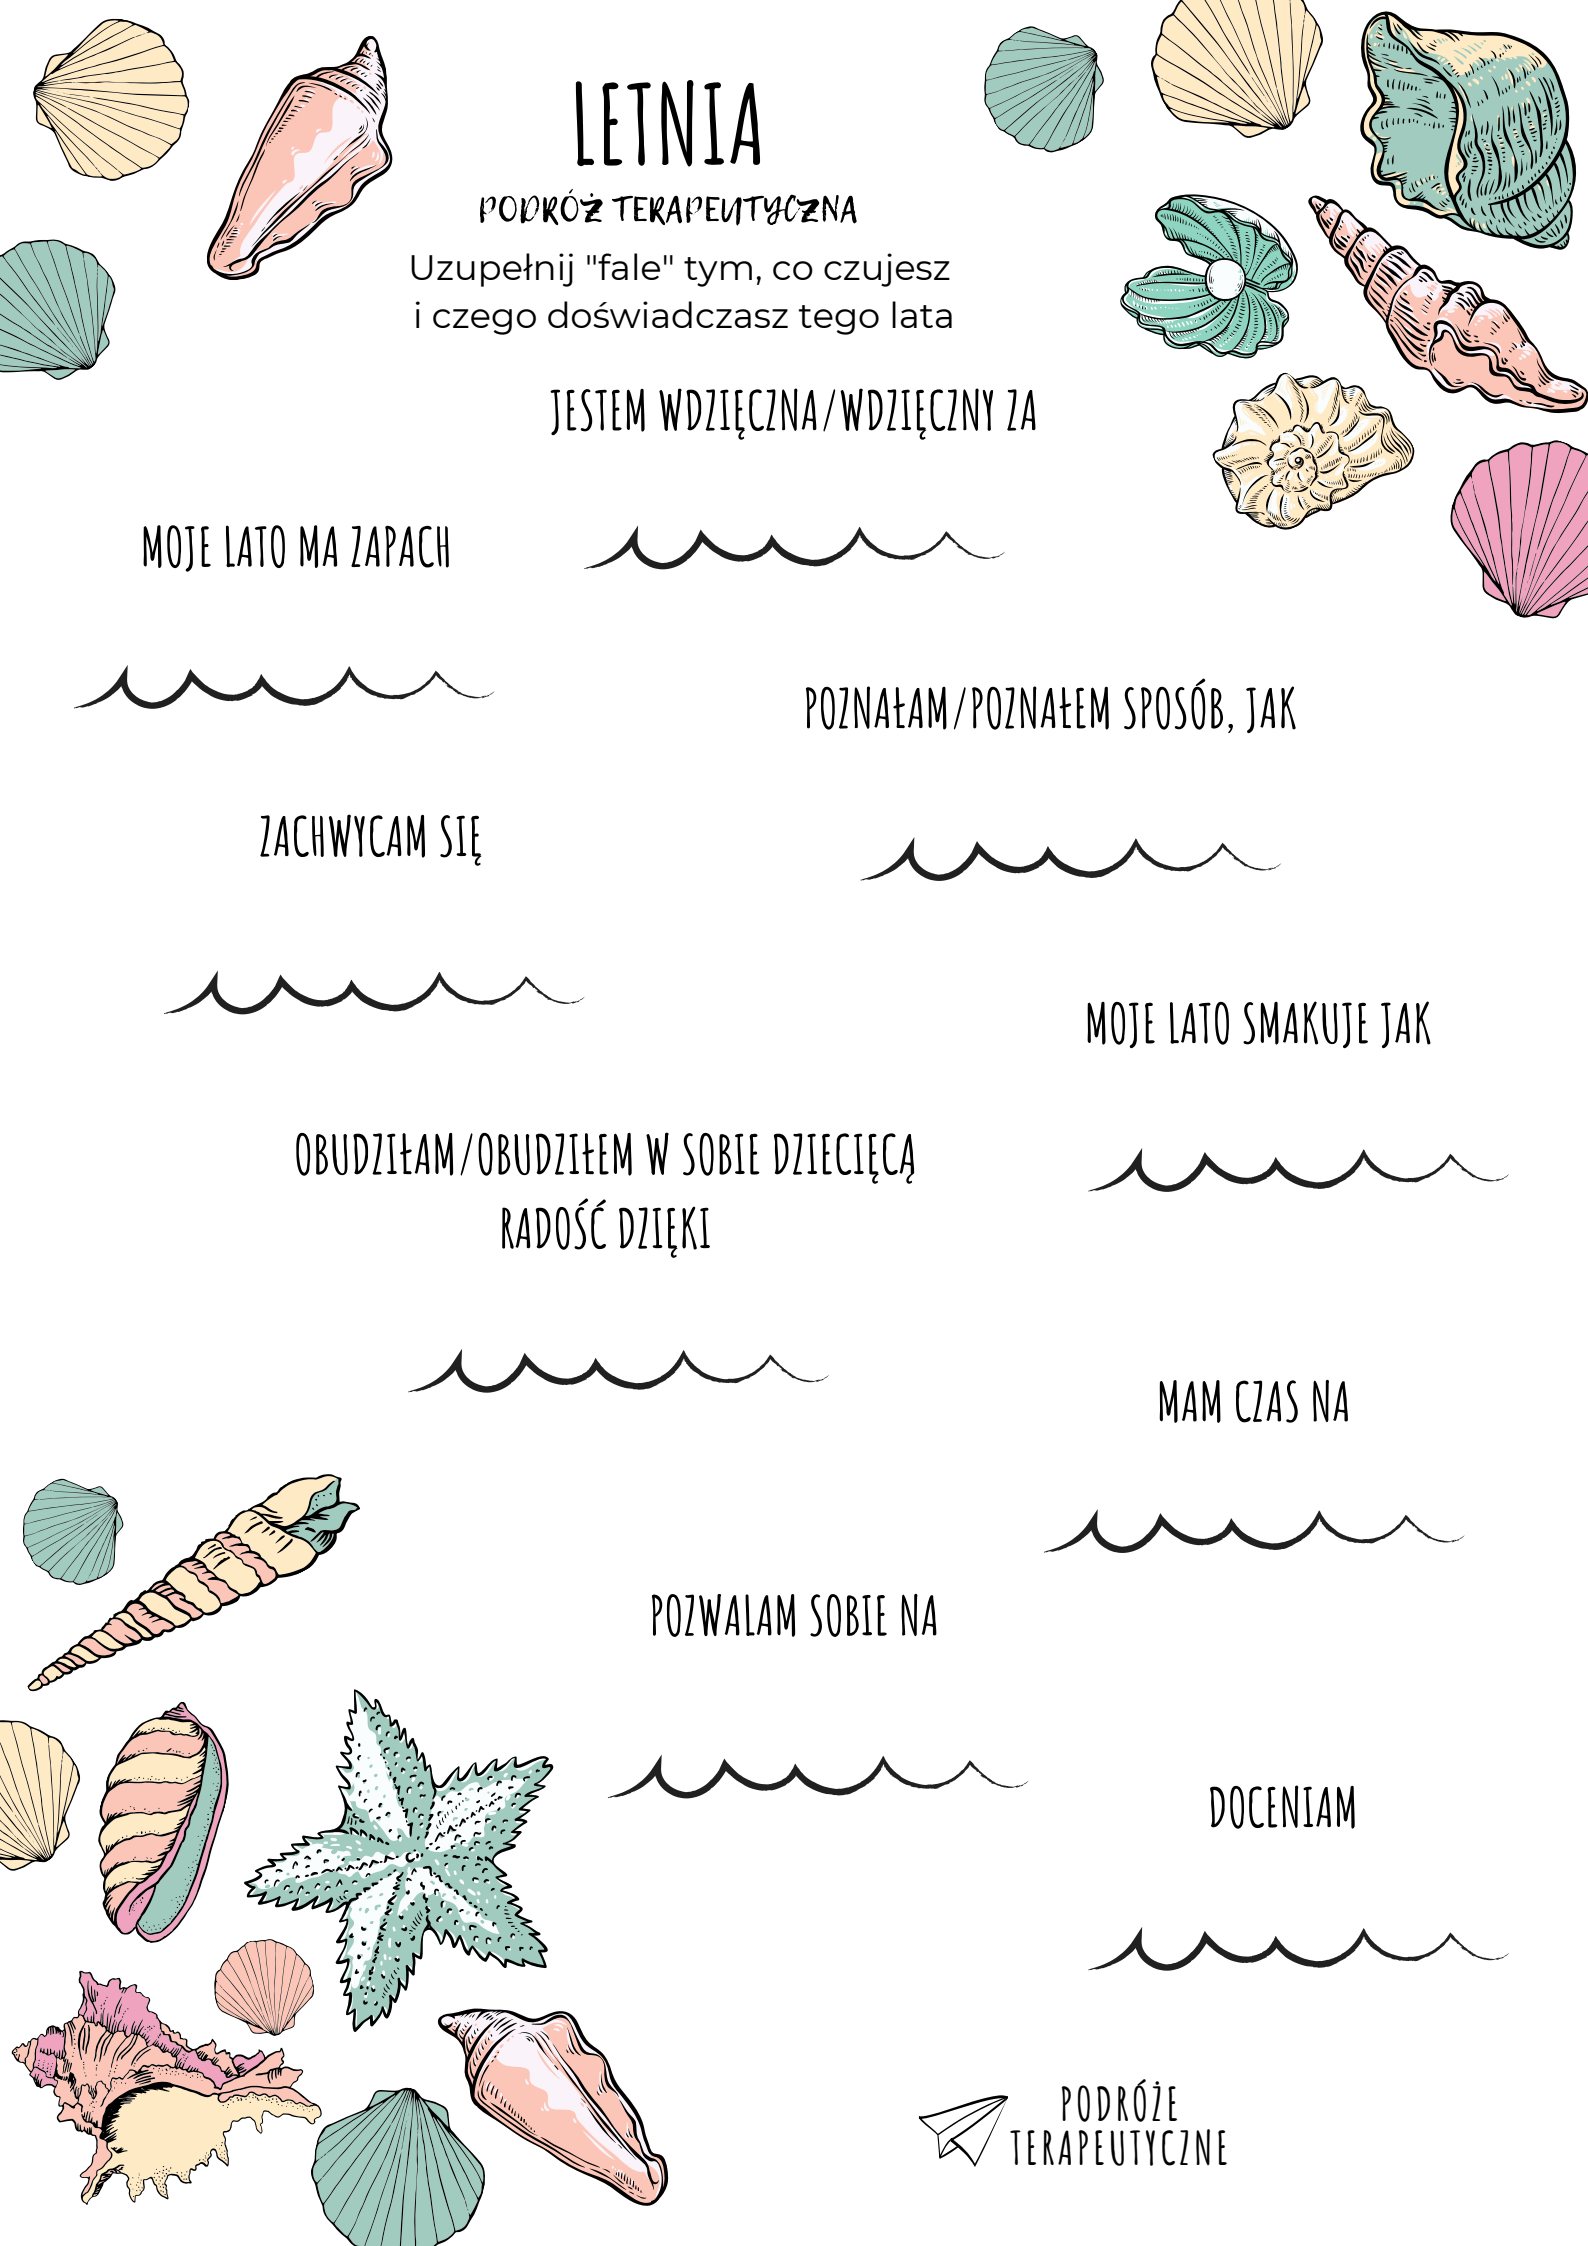 LETNIA
PODRÓŻ TERAPEUTYCZNA
Uzupełnij "fale" tym, co czujesz
i czego doświadczasz tego lata
JESTEM WDZIĘCZNA/WDZIĘCZNY ZA
MOJE LATO MA ZAPACH
POZNAŁAM/POZNAŁEM SPOSÓB, JAK
ZACHWYCAM SIĘ
MOJE LATO SMAKUJE JAK
OBUDZIŁAM/OBUDZIŁEM W SOBIE DZIECIĘCĄ
RADOŚĆ DZIĘKI
MAM CZAS NA
POZWALAM SOBIE NA
DOCENIAM
PODRÓŻE
TERAPEUTYCZNE